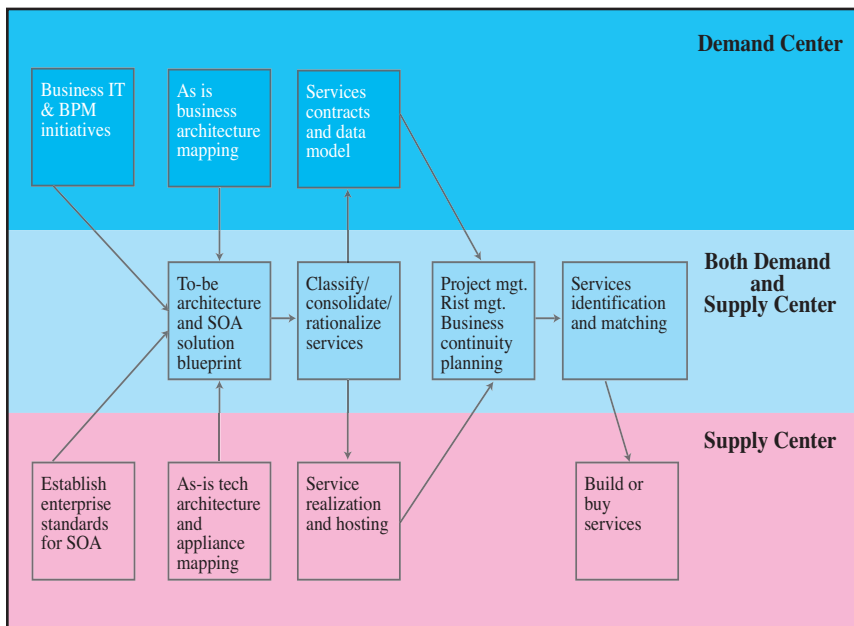 Demand Center
Business IT
& BPM
initiatives
As is
business
architecture
mapping
Services
contracts
and data
model
Both Demand
and
Supply Center
To-be
architecture
and SOA
solution
blueprint
Classify/
consolidate/
rationalize
services
Project mgt.
Rist mgt.
Business
continuity
planning
Services
identification
and matching
Supply Center
Establish
enterprise
standards
for SOA
As-is tech
architecture
and
appliance
mapping
Service
realization
and hosting
Build or
buy
services